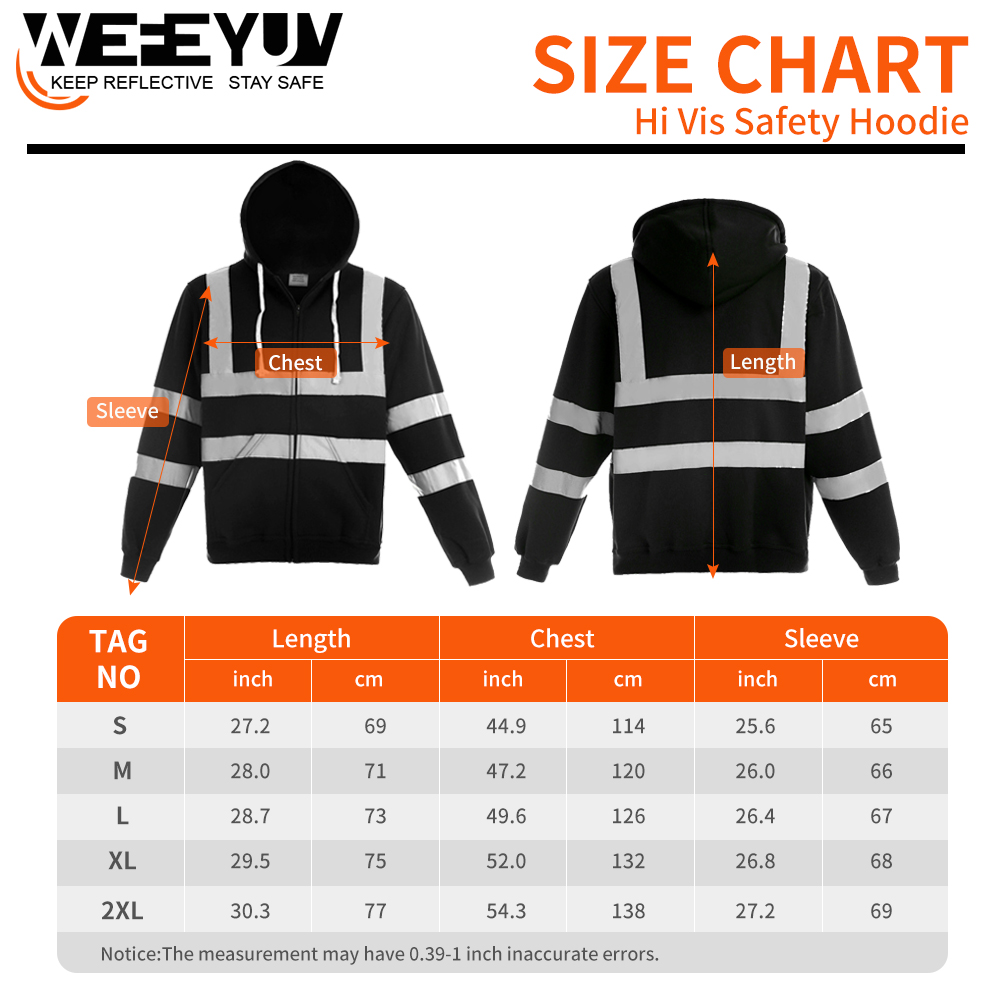 WEFEYUV
KEEP REFLECTIVE STAY SAFE
SIZE CHART
Hi Vis Safety Hoodie
Chest
Length
Sleeve
TAG NO Length Chest Sleeve
inch cm inch cm inch cm
S 27.2 69 44.9 114 25.6 65
M 28.0 71 47.2 120 26.0 66
L 28.7 73 49.6 126 26.4 67
XL 29.5 75 52.0 132 26.8 68
2XL 30.3 77 54.3 138 27.2 69
Notice:The measurement may have 0.39-1 inch inaccurate errors.